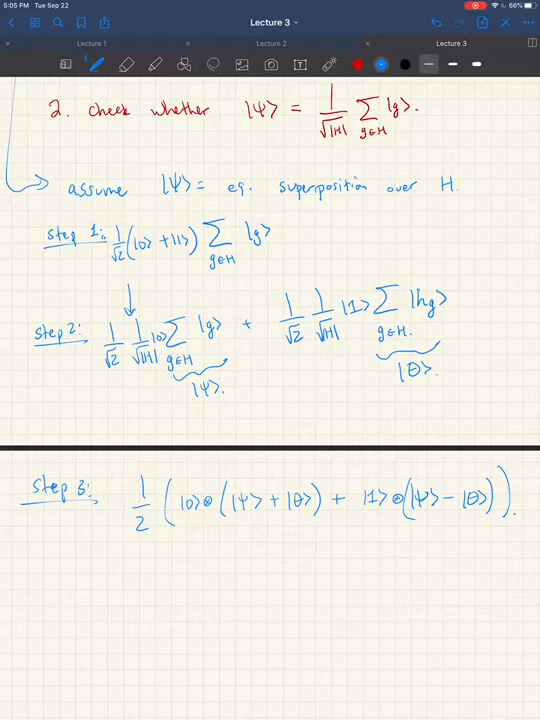 5:05 PM Tue Sep 22
66%
Lecture 3
Lecture 1 Lecture 2 Lecture 3
2. check whether |Ψ> = 1/√|H| ∑_{g∈H} |g>.
assume |Ψ> = eq. superposition over H.
Step 1: 1/√2 (|0> + |1>) ∑_{g∈H} |g>
Step 2: 1/√2 1/√|H| |0> ∑_{g∈H} |g> + 1/√2 1/√|H| |1> ∑_{g∈H.} |hg>
|Ψ>. |θ>.
Step 3: 1/2 ( |0>⊗(|Ψ> + |θ>) + |1>⊗(|Ψ> - |θ>) ).